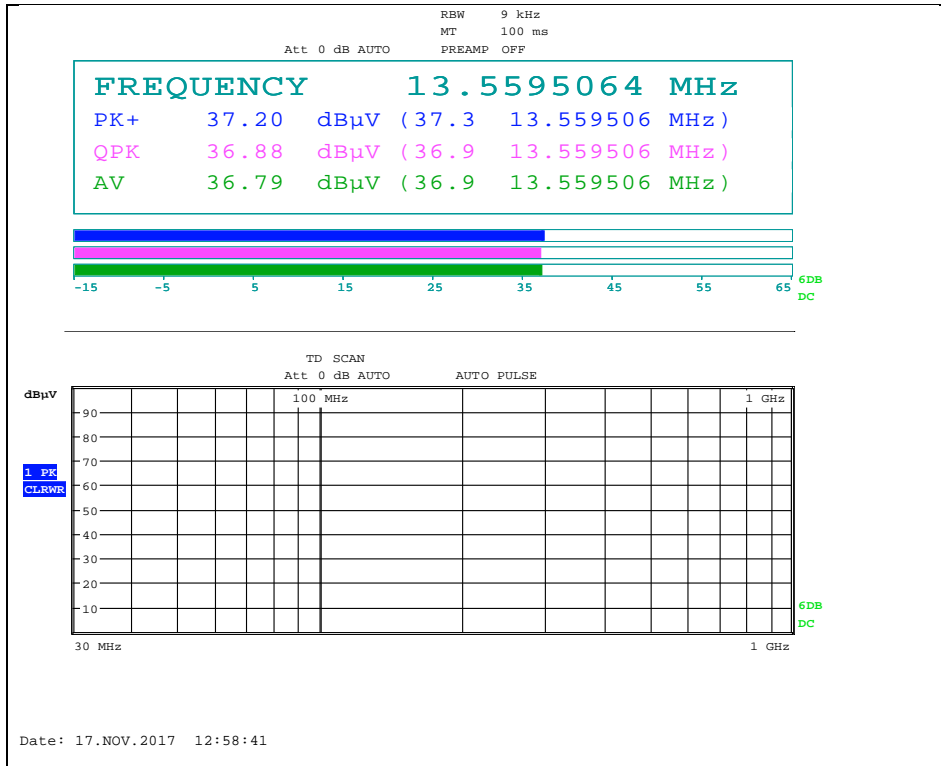 RBW 9 kHz
MT 100 ms
Att 0 dB AUTO PREAMP OFF
FREQUENCY 13.5595064 MHz
PK+ 37.20 dBµV (37.3 13.559506 MHz)
QPK 36.88 dBµV (36.9 13.559506 MHz)
AV 36.79 dBµV (36.9 13.559506 MHz)
-15 -5 5 15 25 35 45 55 65
6DB
DC
TD SCAN
Att 0 dB AUTO AUTO PULSE
dBµV
100 MHz 1 GHz
90
80
70
1 PK
CLRWR
60
50
40
30
20
10
6DB
DC
30 MHz 1 GHz
Date: 17.NOV.2017 12:58:41